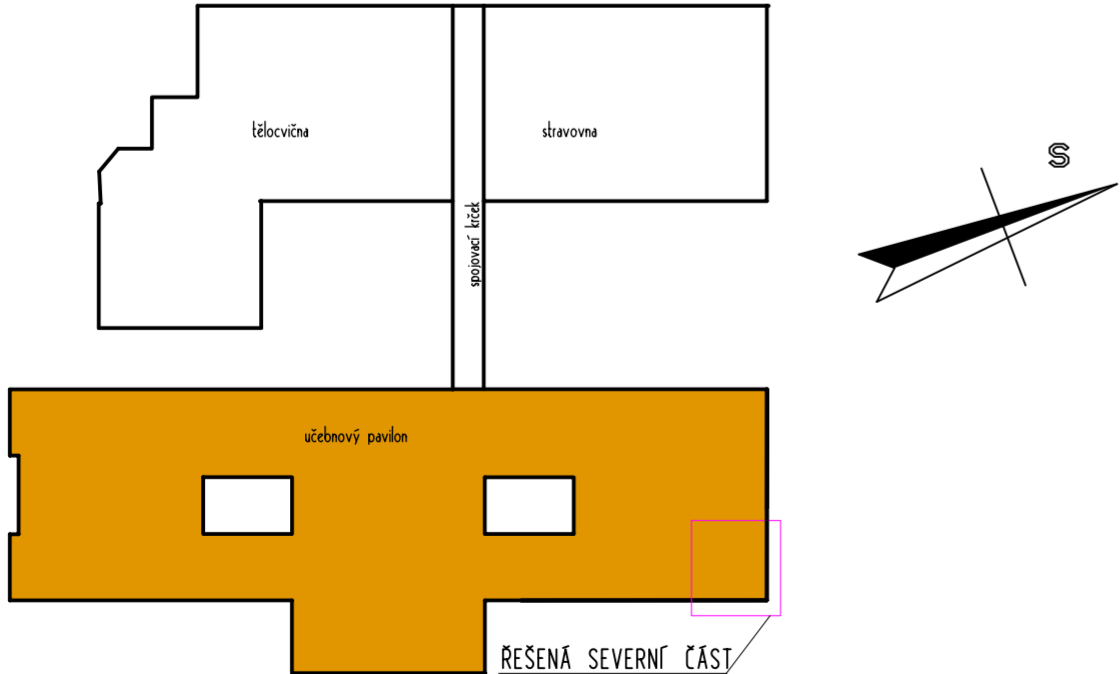 tělocvična
stravovna
S
spojovací krček
učebnový pavilon
ŘEŠENÁ SEVERNÍ ČÁST